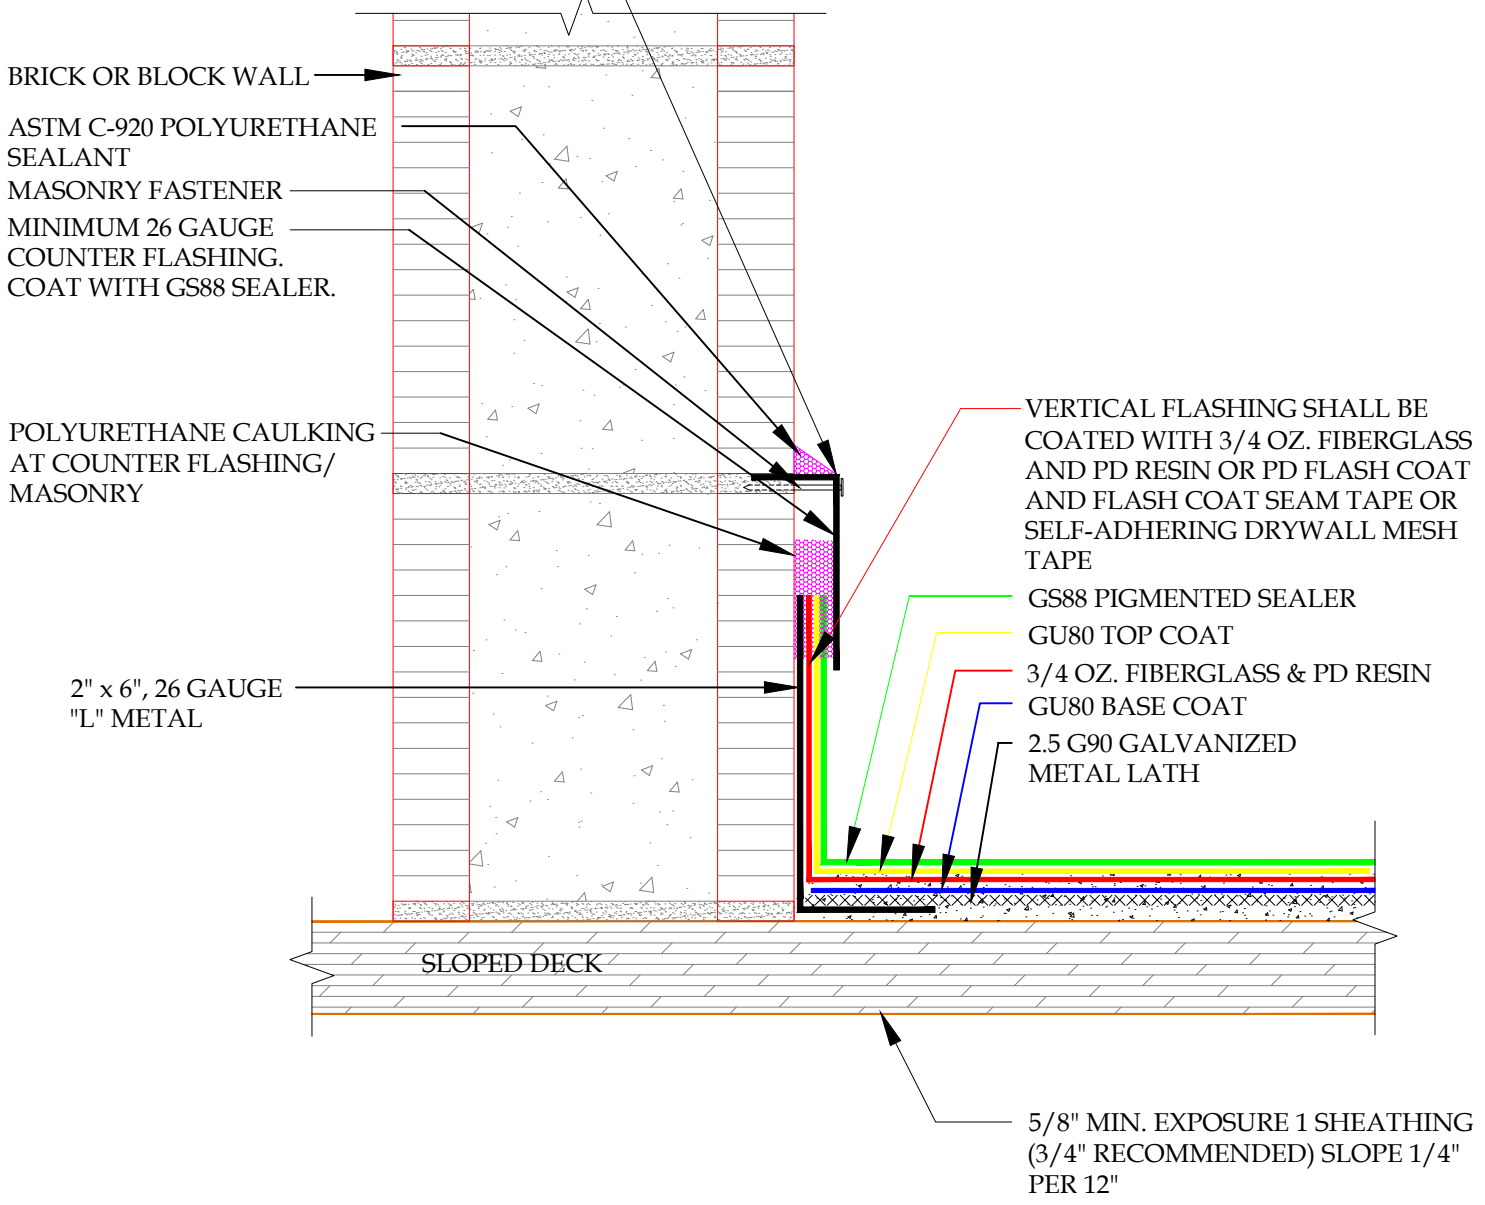 BRICK OR BLOCK WALL
ASTM C-920 POLYURETHANE
SEALANT
MASONRY FASTENER
MINIMUM 26 GAUGE
COUNTER FLASHING.
COAT WITH GS88 SEALER.
POLYURETHANE CAULKING
AT COUNTER FLASHING/
MASONRY
2" x 6", 26 GAUGE
"L" METAL
VERTICAL FLASHING SHALL BE
COATED WITH 3/4 OZ. FIBERGLASS
AND PD RESIN OR PD FLASH COAT
AND FLASH COAT SEAM TAPE OR
SELF-ADHERING DRYWALL MESH
TAPE
GS88 PIGMENTED SEALER
GU80 TOP COAT
3/4 OZ. FIBERGLASS & PD RESIN
GU80 BASE COAT
2.5 G90 GALVANIZED
METAL LATH
SLOPED DECK
5/8" MIN. EXPOSURE 1 SHEATHING
(3/4" RECOMMENDED) SLOPE 1/4"
PER 12"